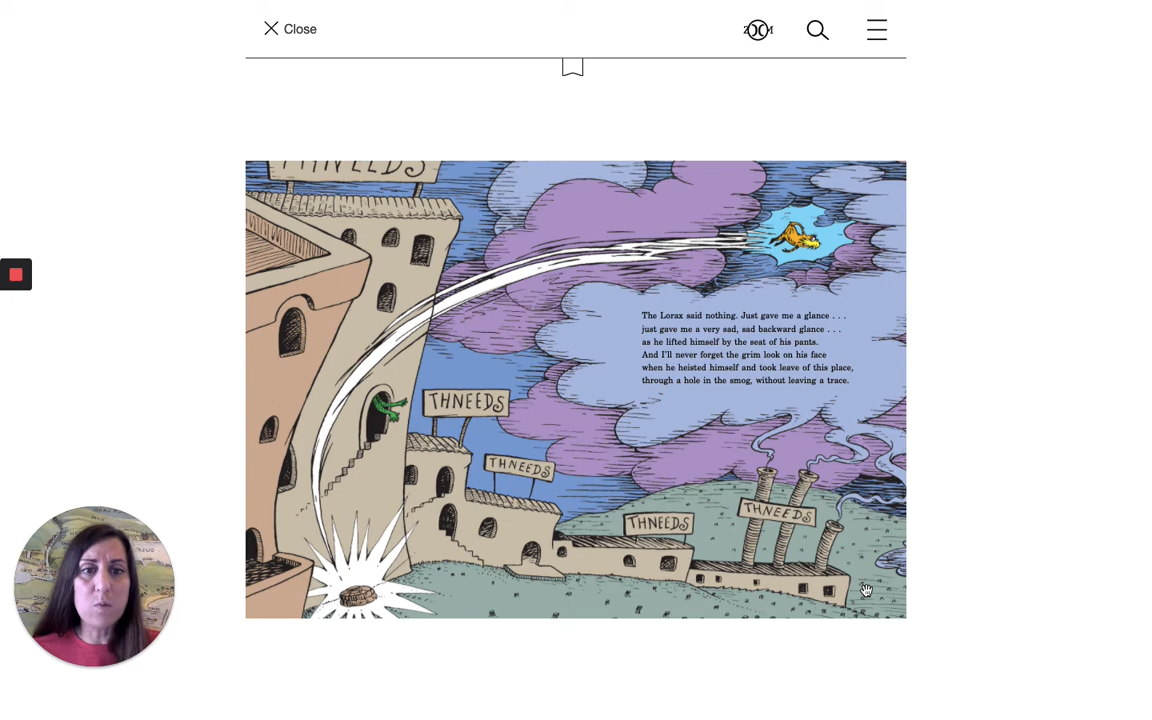 Close
THNEEDS
The Lorax said nothing. Just gave me a glance . . .
just gave me a very sad, sad backward glance . . .
as he lifted himself by the seat of his pants.
And I'll never forget the grim look on his face
when he heisted himself and took leave of this place,
through a hole in the smog, without leaving a trace.
THNEEDS
THNEEDS
THNEEDS
THNEEDS